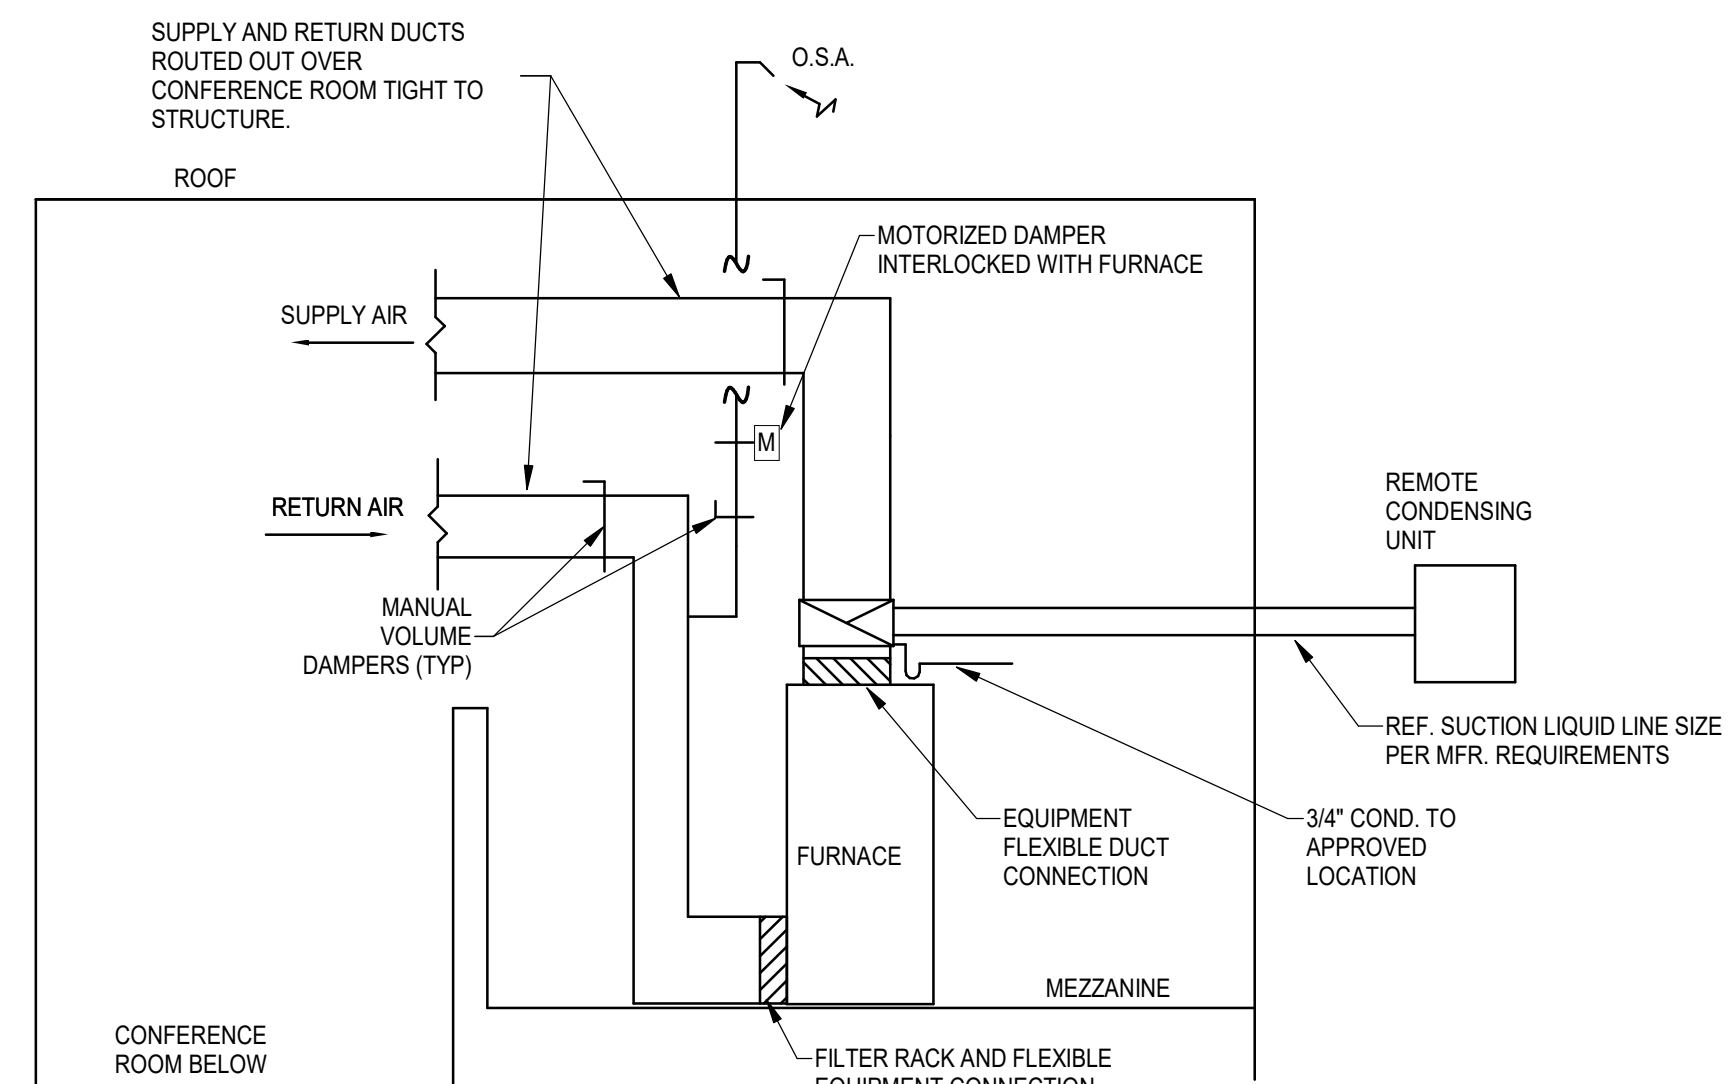 SUPPLY AND RETURN DUCTS
ROUTED OUT OVER
CONFERENCE ROOM TIGHT TO
STRUCTURE.
O.S.A.
ROOF
MOTORIZED DAMPER
INTERLOCKED WITH FURNACE
SUPPLY AIR
M
RETURN AIR
REMOTE
CONDENSING
UNIT
MANUAL
VOLUME
DAMPERS (TYP)
REF. SUCTION LIQUID LINE SIZE
PER MFR. REQUIREMENTS
EQUIPMENT
FLEXIBLE DUCT
CONNECTION
3/4" COND. TO
APPROVED
LOCATION
FURNACE
MEZZANINE
CONFERENCE
ROOM BELOW
FILTER RACK AND FLEXIBLE
EQUIPMENT CONNECTION